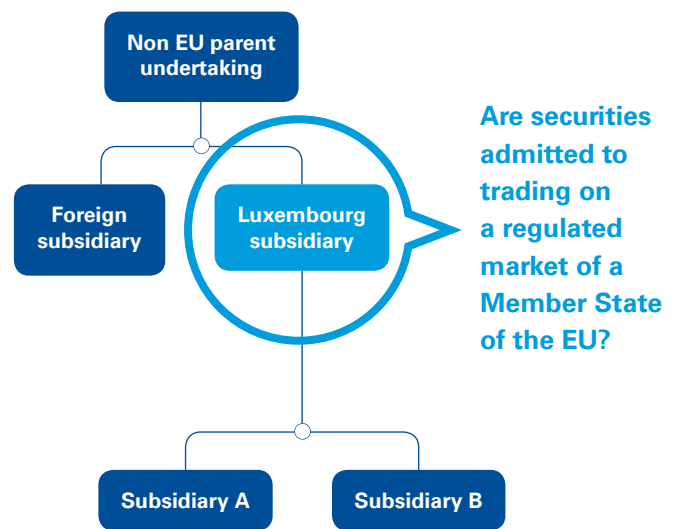 Non EU parent
undertaking
Foreign
subsidiary
Luxembourg
subsidiary
Are securities
admitted to
trading on
a regulated
market of a
Member State
of the EU?
Subsidiary A
Subsidiary B